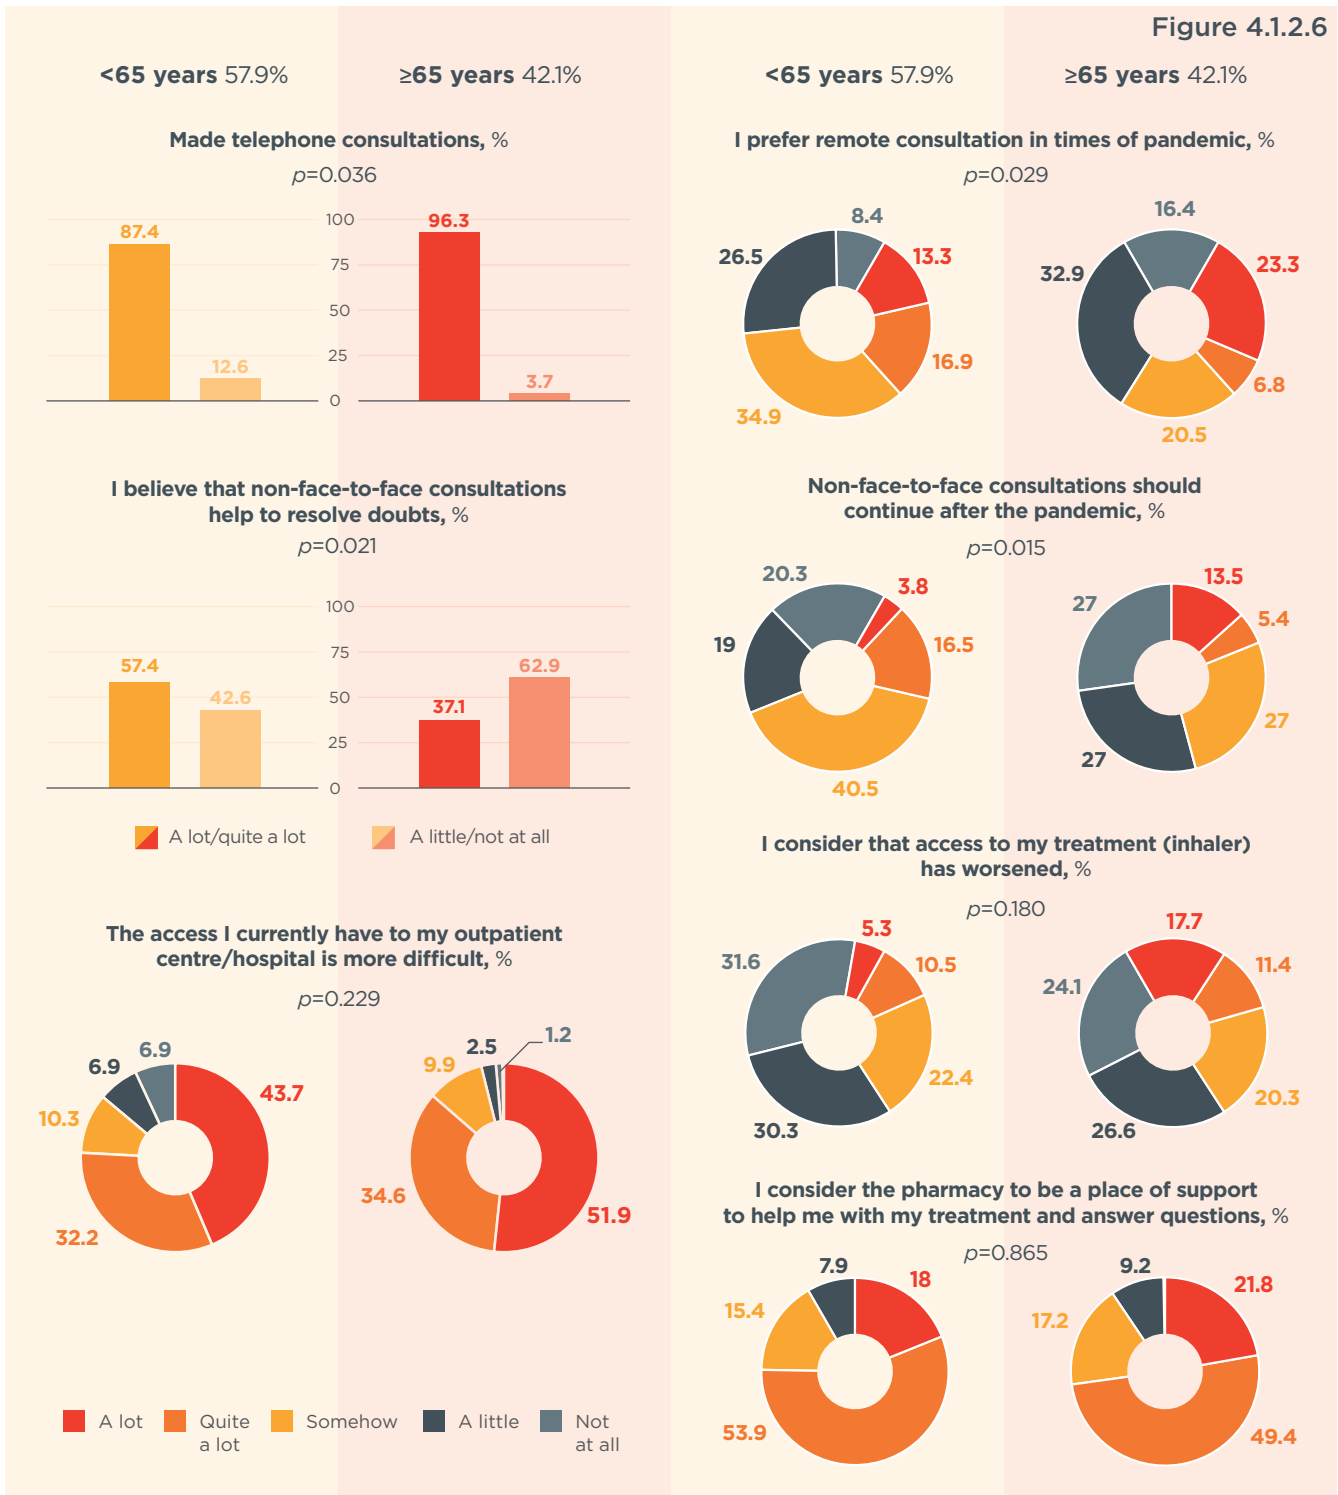 Figure 4.1.2.6
<65 years 57.9%
≥65 years 42.1%
Made telephone consultations, %
p=0.036
100
75
50
25
0
87.4
12.6
96.3
3.7
I believe that non-face-to-face consultations
help to resolve doubts, %
p=0.021
100
75
50
25
0
57.4
42.6
37.1
62.9
A lot/quite a lot
A little/not at all
The access I currently have to my outpatient
centre/hospital is more difficult, %
p=0.229
6.9
6.9
10.3
32.2
43.7
1.2
2.5
9.9
34.6
51.9
A lot
Quite
a lot
Somehow
A little
Not
at all
<65 years 57.9%
≥65 years 42.1%
I prefer remote consultation in times of pandemic, %
p=0.029
8.4
26.5
13.3
16.9
34.9
16.4
32.9
23.3
6.8
20.5
Non-face-to-face consultations should
continue after the pandemic, %
p=0.015
20.3
3.8
19
16.5
40.5
13.5
27
5.4
27
27
I consider that access to my treatment (inhaler)
has worsened, %
p=0.180
5.3
31.6
10.5
22.4
30.3
17.7
24.1
11.4
20.3
26.6
I consider the pharmacy to be a place of support
to help me with my treatment and answer questions, %
p=0.865
7.9
18
15.4
53.9
9.2
21.8
17.2
49.4